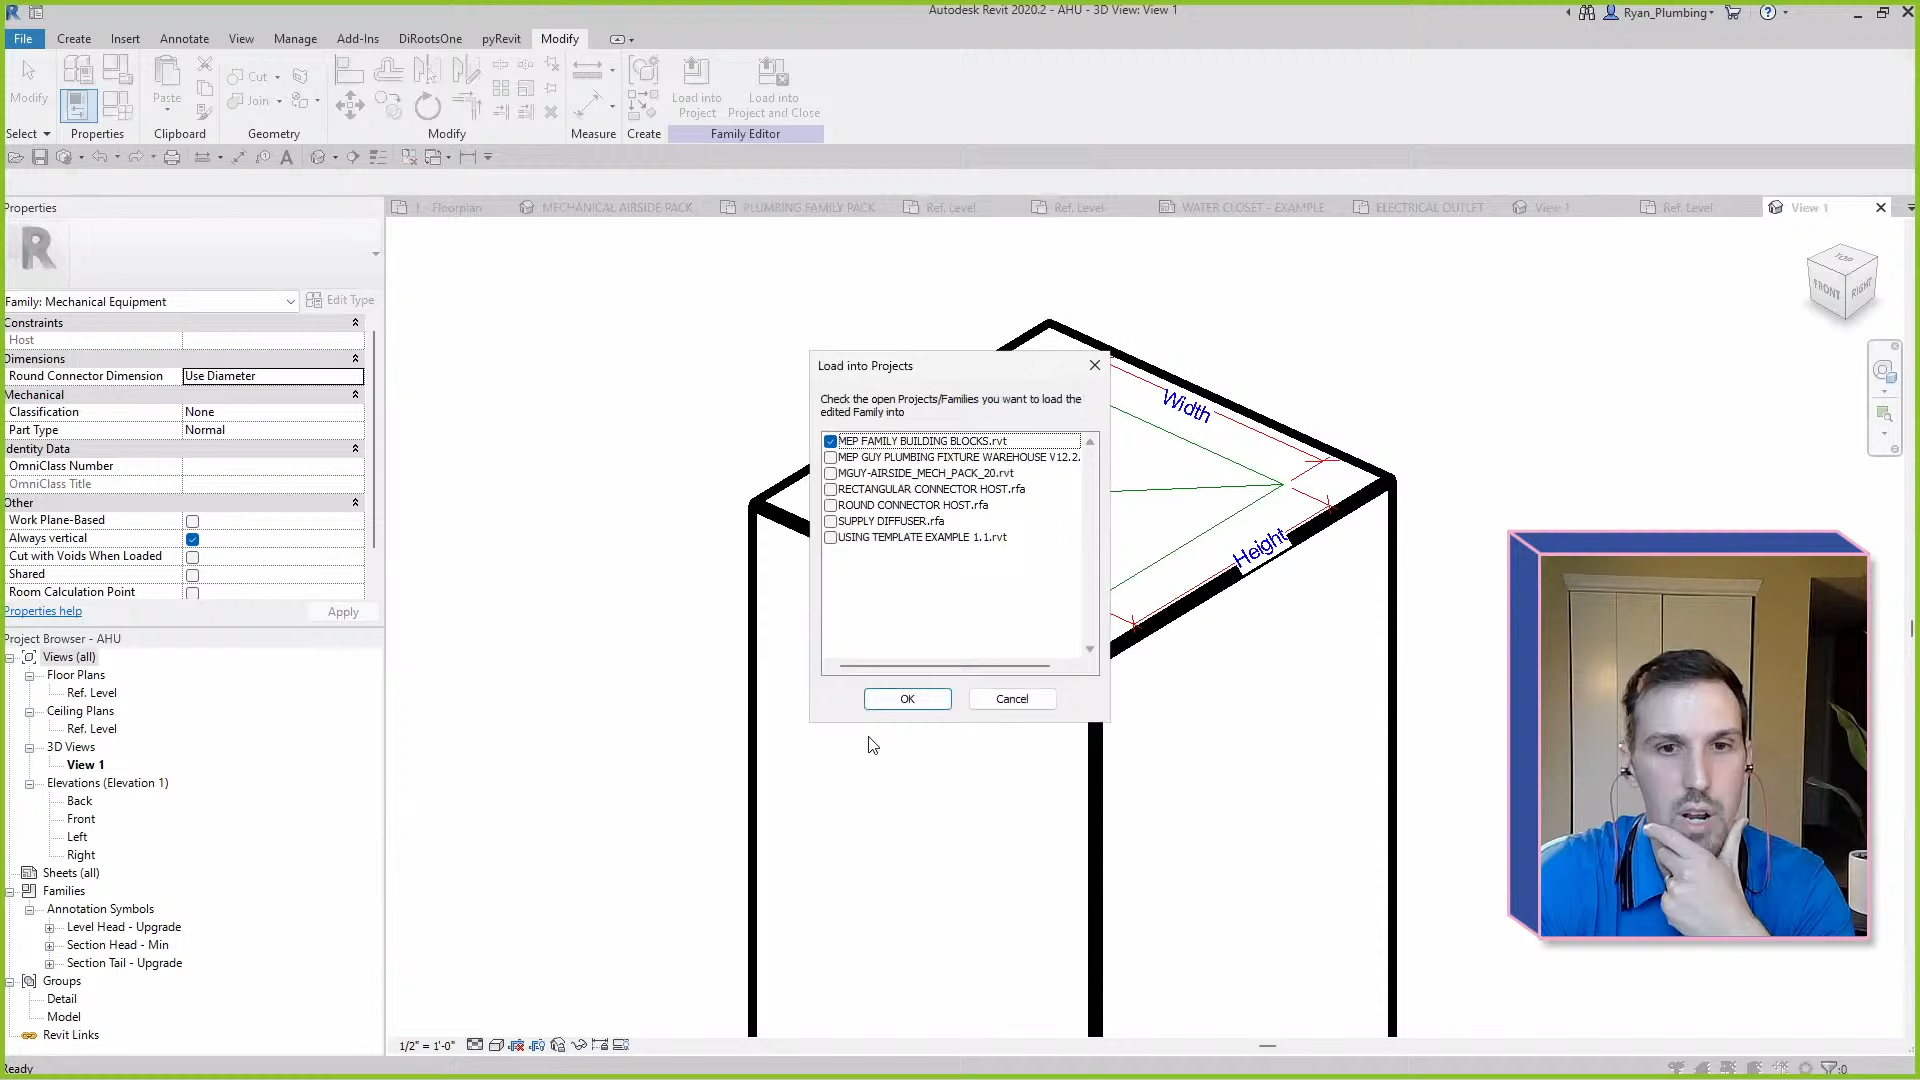 Autodesk Revit 2020.2 - AHU - 3D View: View 1
Ryan_Plumbing
File Create Insert Annotate View Manage Add-Ins DiRootsOne pyRevit Modify
Modify
Paste
Cut
Join
Load into Project
Load into Project and Close
Select Properties Clipboard Geometry Modify Measure Create Family Editor
Properties
1 - Floorplan MECHANICAL AIRSIDE PACK PLUMBING FAMILY PACK Ref. Level Ref. Level WATER CLOSET - EXAMPLE ELECTRICAL OUTLET View 1 Ref. Level View 1
Family: Mechanical Equipment Edit Type
Constraints
Host
Dimensions
Round Connector Dimension Use Diameter
Mechanical
Classification None
Part Type Normal
Identity Data
OmniClass Number
OmniClass Title
Other
Work Plane-Based
Always vertical
Cut with Voids When Loaded
Shared
Room Calculation Point
Properties help Apply
Project Browser - AHU
Views (all)
Floor Plans
Ref. Level
Ceiling Plans
Ref. Level
3D Views
View 1
Elevations (Elevation 1)
Back
Front
Left
Right
Sheets (all)
Families
Annotation Symbols
Level Head - Upgrade
Section Head - Min
Section Tail - Upgrade
Groups
Detail
Model
Revit Links
Load into Projects
Check the open Projects/Families you want to load the
edited Family into
MEP FAMILY BUILDING BLOCKS.rvt
MEP GUY PLUMBING FIXTURE WAREHOUSE V12.2.
MGUY-AIRSIDE_MECH_PACK_20.rvt
RECTANGULAR CONNECTOR HOST.rfa
ROUND CONNECTOR HOST.rfa
SUPPLY DIFFUSER.rfa
USING TEMPLATE EXAMPLE 1.1.rvt
OK Cancel
Width
Height
TOP
FRONT RIGHT
1/2" = 1'-0"
Ready
:0